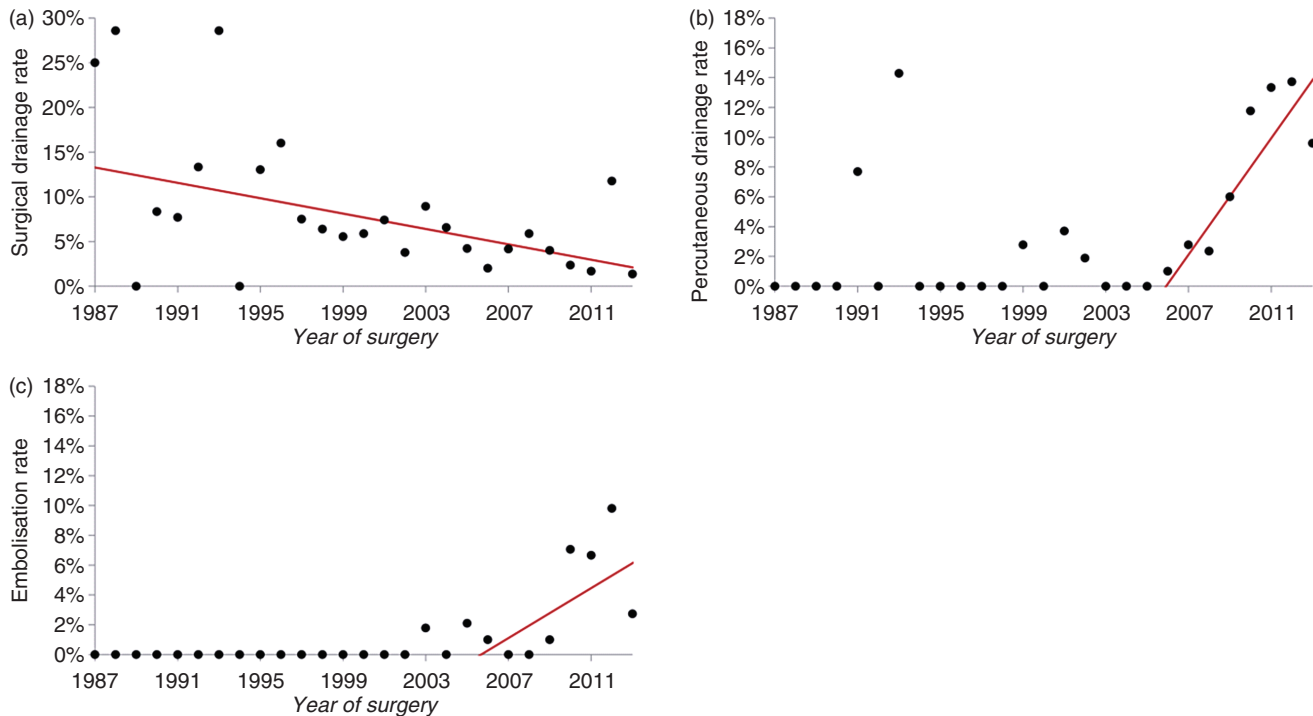 (a)
Surgical drainage rate
30%
25%
20%
15%
10%
5%
0%
1987 1991 1995 1999 2003 2007 2011
Year of surgery
(b)
Percutaneous drainage rate
18%
16%
14%
12%
10%
8%
6%
4%
2%
0%
1987 1991 1995 1999 2003 2007 2011
Year of surgery
(c)
Embolisation rate
18%
16%
14%
12%
10%
8%
6%
4%
2%
0%
1987 1991 1995 1999 2003 2007 2011
Year of surgery